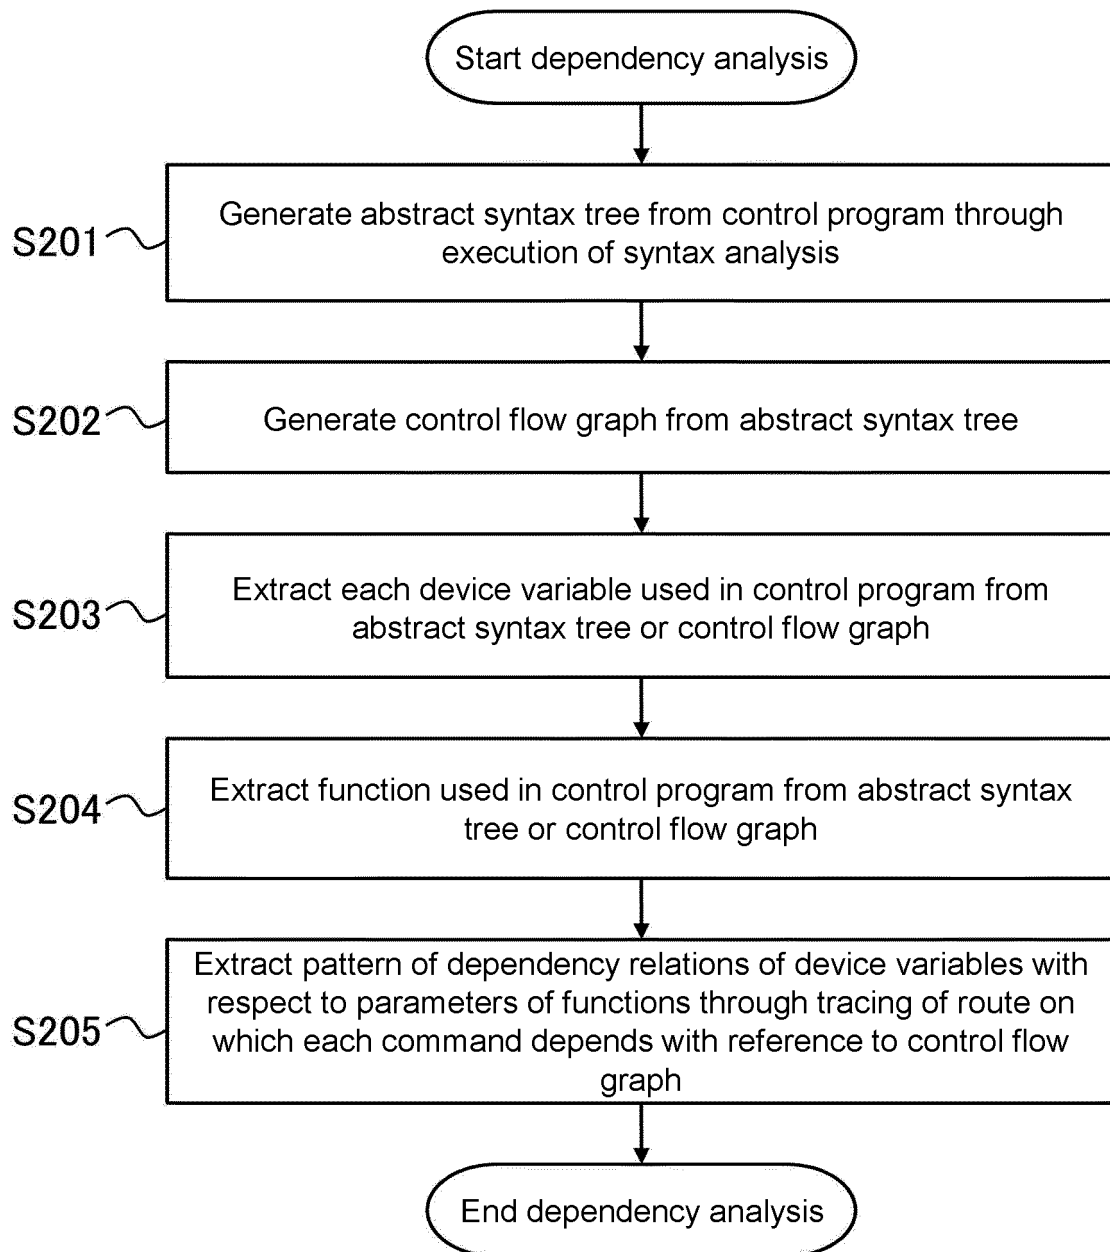 Start dependency analysis
S201
Generate abstract syntax tree from control program through
execution of syntax analysis
S202
Generate control flow graph from abstract syntax tree
S203
Extract each device variable used in control program from
abstract syntax tree or control flow graph
S204
Extract function used in control program from abstract syntax
tree or control flow graph
S205
Extract pattern of dependency relations of device variables with
respect to parameters of functions through tracing of route on
which each command depends with reference to control flow
graph
End dependency analysis